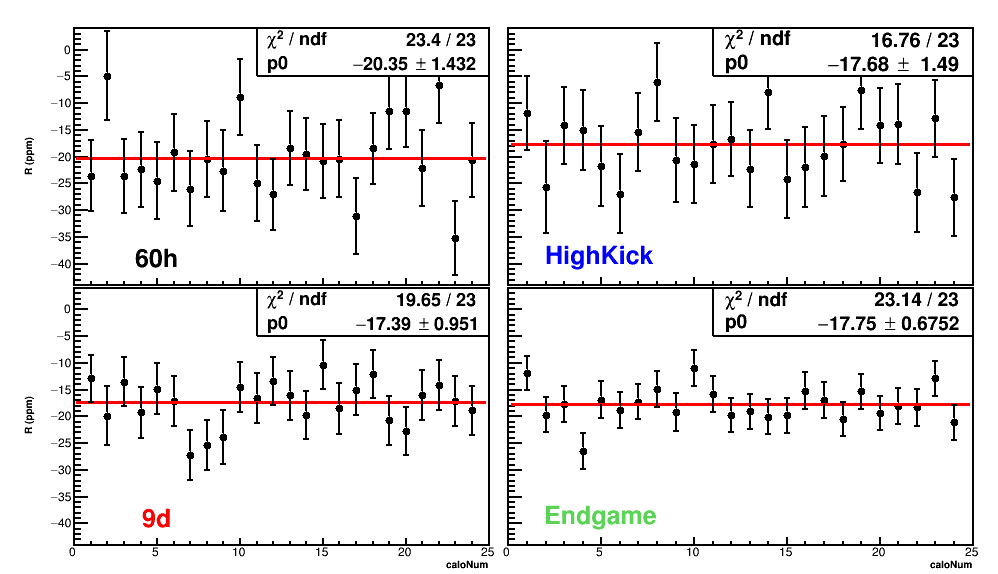 χ² / ndf 23.4 / 23
p0 −20.35 ± 1.432
0
−5
−10
−15
−20
−25
−30
−35
−40
R (ppm)
60h
χ² / ndf 16.76 / 23
p0 −17.68 ± 1.49
HighKick
χ² / ndf 19.65 / 23
p0 −17.39 ± 0.951
0
−5
−10
−15
−20
−25
−30
−35
−40
R (ppm)
9d
0 5 10 15 20 25
caloNum
χ² / ndf 23.14 / 23
p0 −17.75 ± 0.6752
Endgame
0 5 10 15 20 25
caloNum